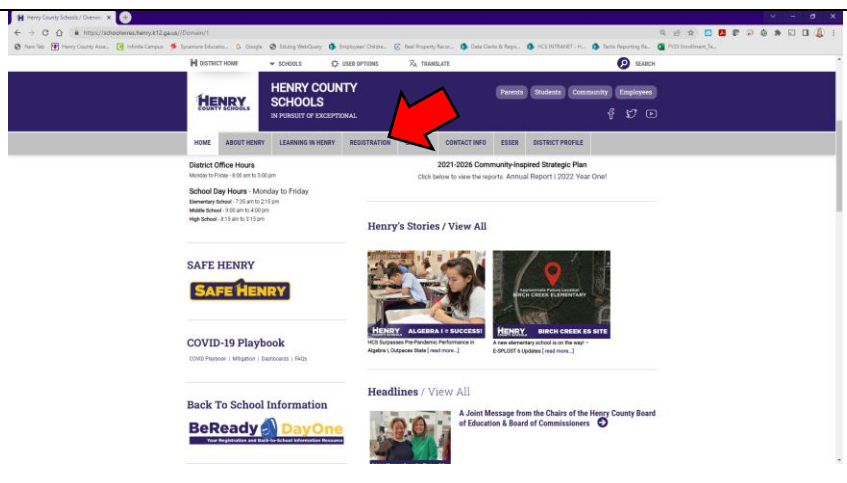 Henry County Schools / Overview
https://schoolwires.henry.k12.ga.us//Domain/1
New Tab
Henry County Asse...
Infinite Campus
Sycamore Educatio...
Google
Eduting WebQuery
Employees' Childre...
Real Property Recor...
Data Clerks & Regis...
HCS INTRANET - H...
Tactic Reporting Re...
DISTRICT HOME
SCHOOLS
USER OPTIONS
TRANSLATE
SEARCH
HENRY
COUNTY SCHOOLS
HENRY COUNTY
SCHOOLS
IN PURSUIT OF EXCEPTIONAL
Parents Students Community Employees
HOME ABOUT HENRY LEARNING IN HENRY REGISTRATION CONTACT INFO ESSER DISTRICT PROFILE
District Office Hours
Monday to Friday - 8:00 am to 5:00 pm
School Day Hours - Monday to Friday
Elementary School - 7:35 am to 2:15 pm
Middle School - 9:00 am to 4:00 pm
High School - 8:15 am to 3:15 pm
SAFE HENRY
SAFE HENRY
COVID-19 Playbook
COVID Playbook | Mitigation | Dashboards | FAQs
Back To School Information
BeReady DayOne
Your Registration and Back-to-School Information Resource
2021-2026 Community-Inspired Strategic Plan
Click below to view the reports: Annual Report | 2022 Year One!
Henry's Stories / View All
HENRY
COUNTY SCHOOLS
ALGEBRA I = SUCCESS!
HCS Surpasses Pre-Pandemic Performance in
Algebra I, Outpaces State [ read more...]
Approximate Future Location
BIRCH CREEK ELEMENTARY
HENRY
COUNTY SCHOOLS
BIRCH CREEK ES SITE
A new elementary school is on the way! –
E-SPLOST 6 Updates [ read more...]
Headlines / View All
A Joint Message from the Chairs of the Henry County Board
of Education & Board of Commissioners